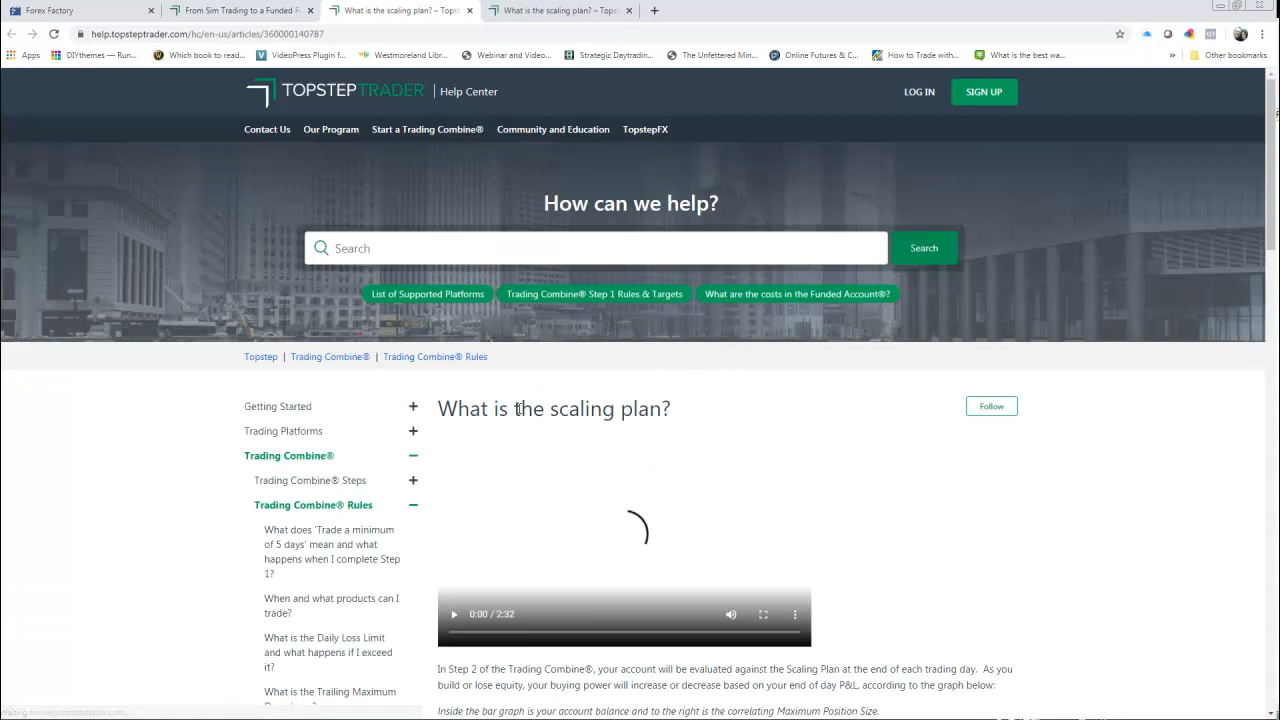 Forex Factory
From Sim Trading to a Funded F
What is the scaling plan? – Topst
What is the scaling plan? – Topst
help.topsteptrader.com/hc/en-us/articles/360000140787
Apps
DIYthemes — Run...
Which book to read...
VideoPress Plugin f...
Westmoreland Libr...
Webinar and Video...
Strategic Daytradin...
The Unfettered Min...
Online Futures & C...
How to Trade with...
What is the best wa...
»
Other bookmarks
TOPSTEPTRADER | Help Center
LOG IN
SIGN UP
Contact Us
Our Program
Start a Trading Combine®
Community and Education
TopstepFX
How can we help?
Search
Search
List of Supported Platforms
Trading Combine® Step 1 Rules & Targets
What are the costs in the Funded Account®?
Topstep | Trading Combine® | Trading Combine® Rules
Getting Started +
Trading Platforms +
Trading Combine® −
Trading Combine® Steps +
Trading Combine® Rules −
What does 'Trade a minimum
of 5 days' mean and what
happens when I complete Step
1?
When and what products can I
trade?
What is the Daily Loss Limit
and what happens if I exceed
it?
What is the Trailing Maximum
What is the scaling plan?
Follow
0:00 / 2:32
In Step 2 of the Trading Combine®, your account will be evaluated against the Scaling Plan at the end of each trading day. As you
build or lose equity, your buying power will increase or decrease based on your end of day P&L, according to the graph below:
Inside the bar graph is your account balance and to the right is the correlating Maximum Position Size.
Waiting for help.topsteptrader.com...